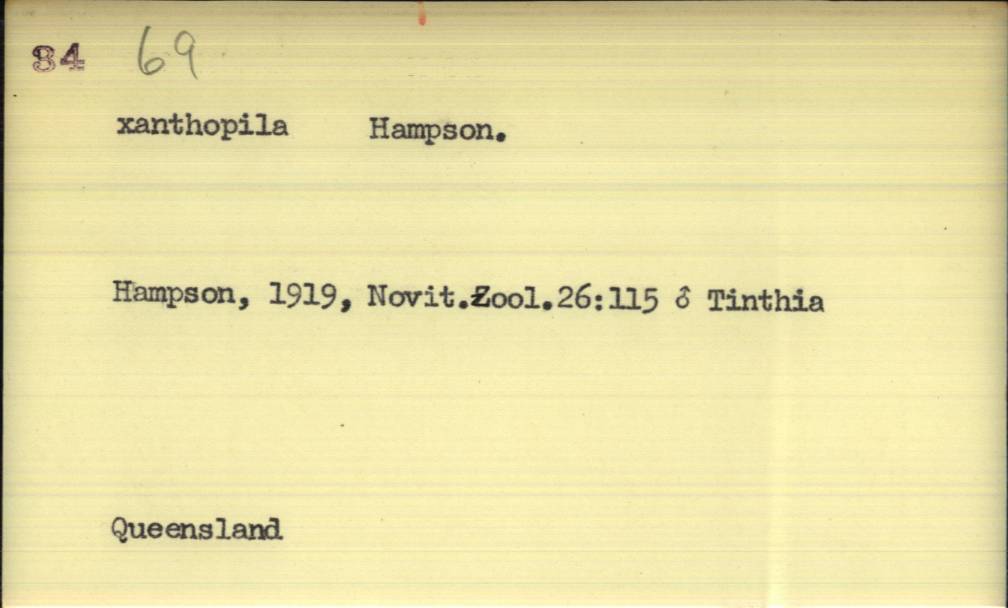 84 69
xanthopila Hampson.
Hampson, 1919, Novit.Zool.26:115 ♂ Tinthia
Queensland